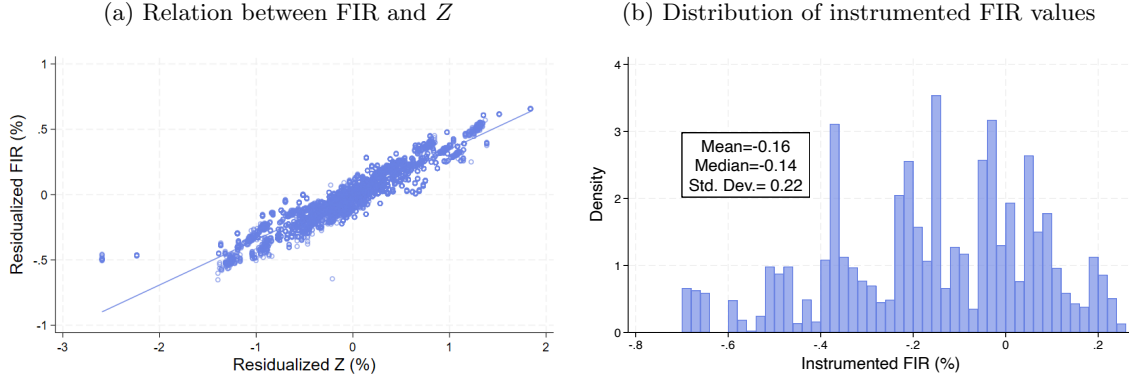 (a) Relation between FIR and Z
(b) Distribution of instrumented FIR values
Residualized FIR (%)
1
.5
0
-.5
-1
-3
-2
-1
0
1
2
Residualized Z (%)
Density
4
3
2
1
0
Mean=-0.16
Median=-0.14
Std. Dev.= 0.22
-.8
-.6
-.4
-.2
0
.2
Instrumented FIR (%)